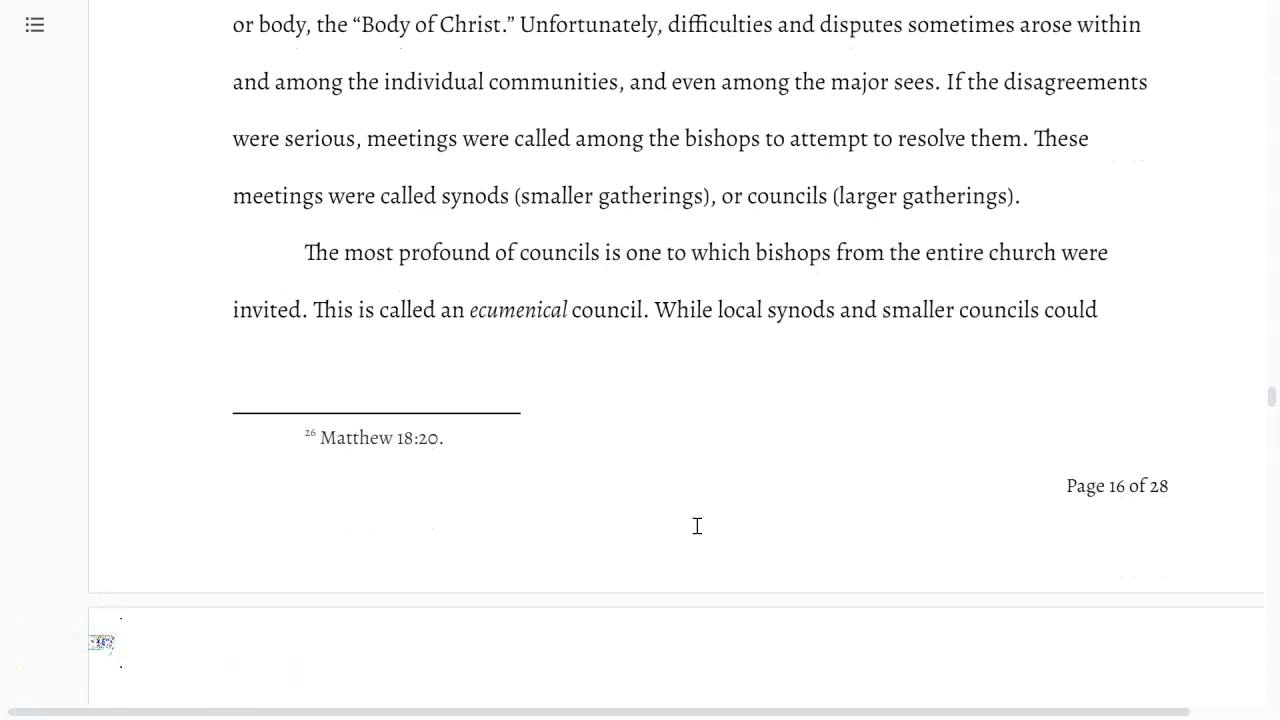 or body, the “Body of Christ.” Unfortunately, difficulties and disputes sometimes arose within
and among the individual communities, and even among the major sees. If the disagreements
were serious, meetings were called among the bishops to attempt to resolve them. These
meetings were called synods (smaller gatherings), or councils (larger gatherings).
The most profound of councils is one to which bishops from the entire church were
invited. This is called an ecumenical council. While local synods and smaller councils could
26 Matthew 18:20.
Page 16 of 28